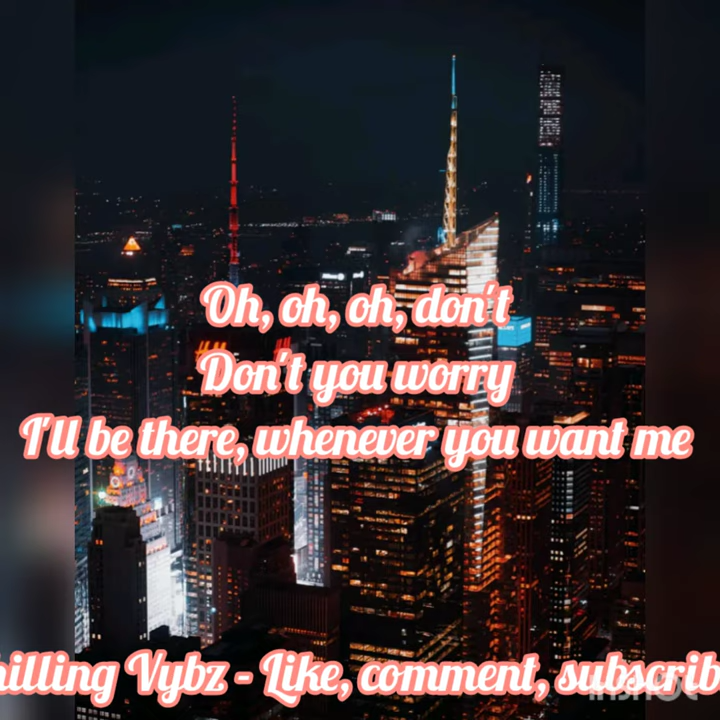 Oh, oh, oh, don't
Don't you worry
I'll be there, whenever you want me
hilling Vybz - Like, comment, subscrib
INSHOT